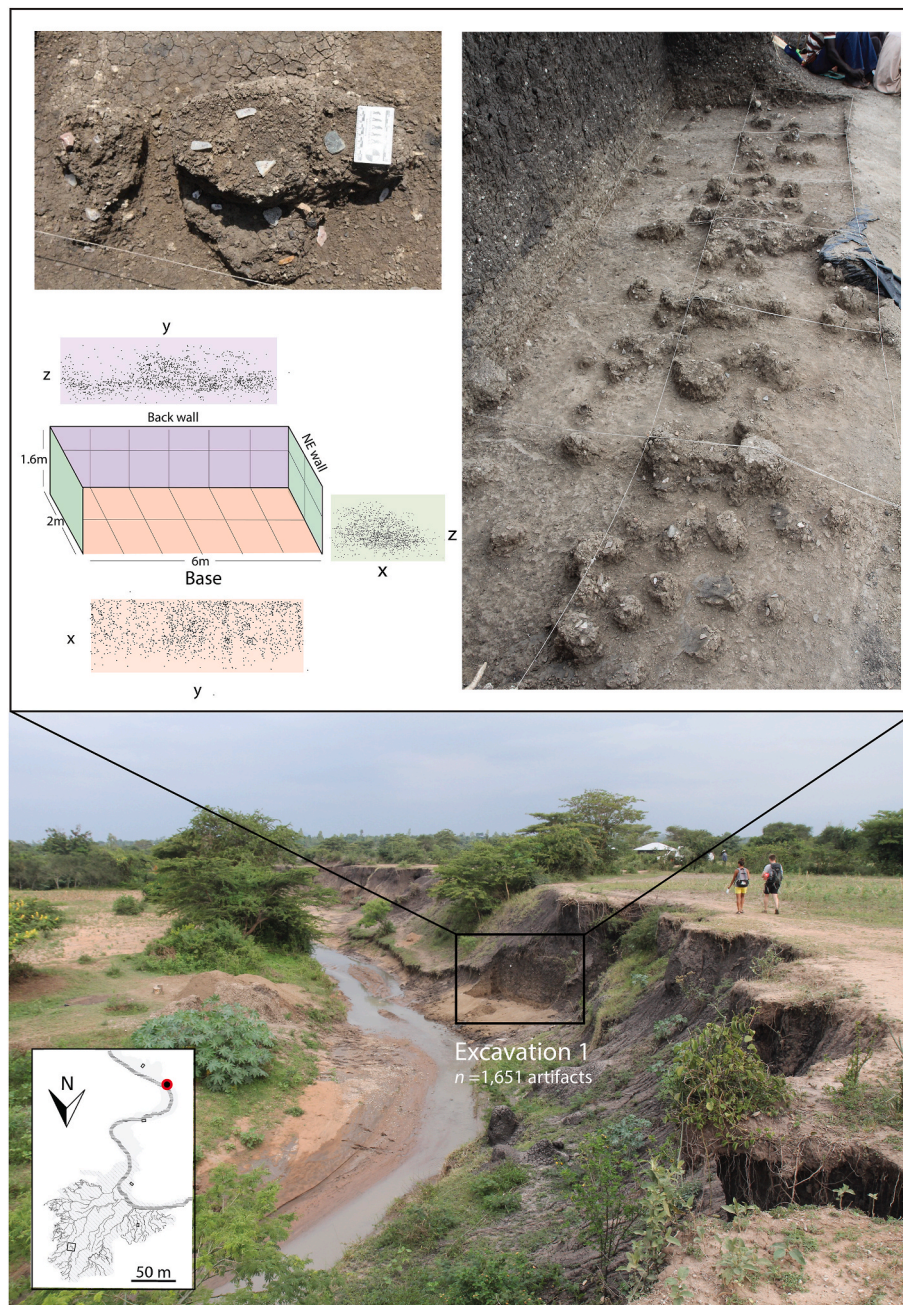 y
z
Back wall
NE wall
1.6m
2m
6m
Base
z
x
x
y
Excavation 1
n =1,651 artifacts
N
50 m